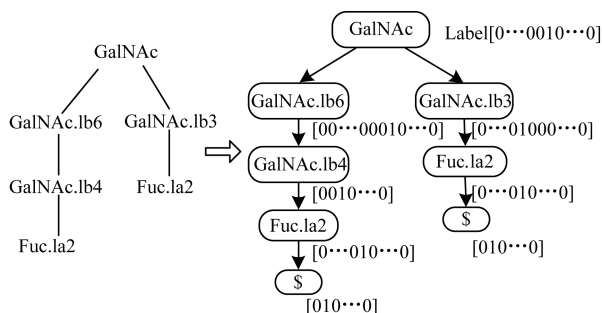 GalNAc
GalNAc.lb6
GalNAc.lb3
GalNAc.lb4
Fuc.la2
Fuc.la2
GalNAc
Label[0···0010···0]
GalNAc.lb6
GalNAc.lb3
[00···00010···0]
[0···01000···0]
GalNAc.lb4
Fuc.la2
[0010···0]
[0···010···0]
Fuc.la2
$
[0···010···0]
[010···0]
$
[010···0]